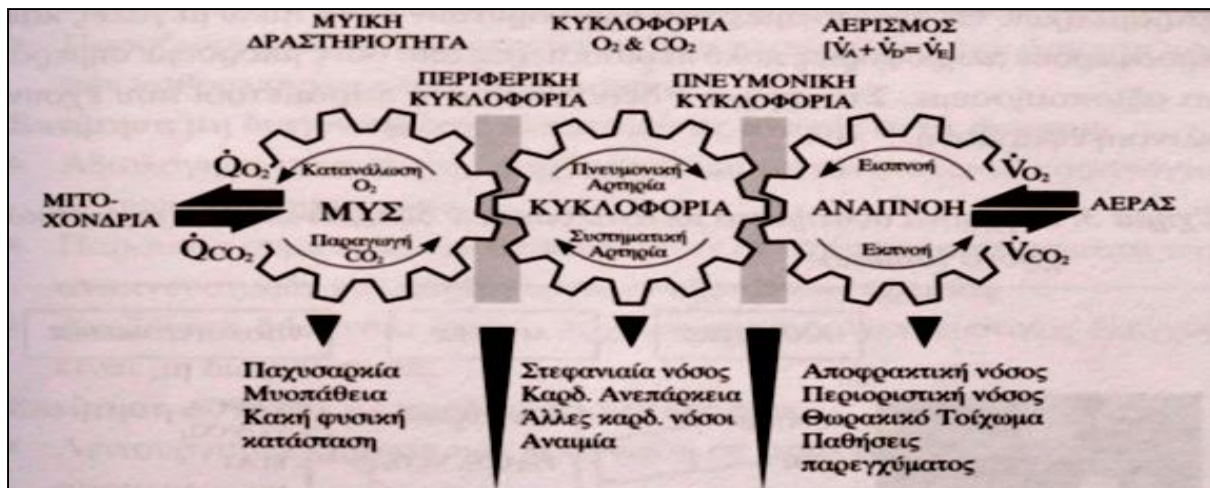 ΜΥΙΚΗ
ΔΡΑΣΤΗΡΙΟΤΗΤΑ
ΚΥΚΛΟΦΟΡΙΑ
O₂ & CO₂
ΑΕΡΙΣΜΟΣ
[V̇A + V̇D = V̇E]
ΠΕΡΙΦΕΡΙΚΗ
ΚΥΚΛΟΦΟΡΙΑ
ΠΝΕΥΜΟΝΙΚΗ
ΚΥΚΛΟΦΟΡΙΑ
ΜΙΤΟ-
ΧΟΝΔΡΙΑ
Q̇O₂
Q̇CO₂
Κατανάλωση
O₂
ΜΥΣ
Παραγωγή
CO₂
Πνευμονική
Αρτηρία
ΚΥΚΛΟΦΟΡΙΑ
Συστηματική
Αρτηρία
Εισπνοή
ΑΝΑΠΝΟΗ
Εκπνοή
V̇O₂
V̇CO₂
ΑΕΡΑΣ
Παχυσαρκία
Μυοπάθεια
Κακή φυσική
κατάσταση
Στεφανιαία νόσος
Καρδ. Ανεπάρκεια
Άλλες καρδ. νόσοι
Αναιμία
Αποφρακτική νόσος
Περιοριστική νόσος
Θωρακικό Τοίχωμα
Παθήσεις
παρεγχύματος